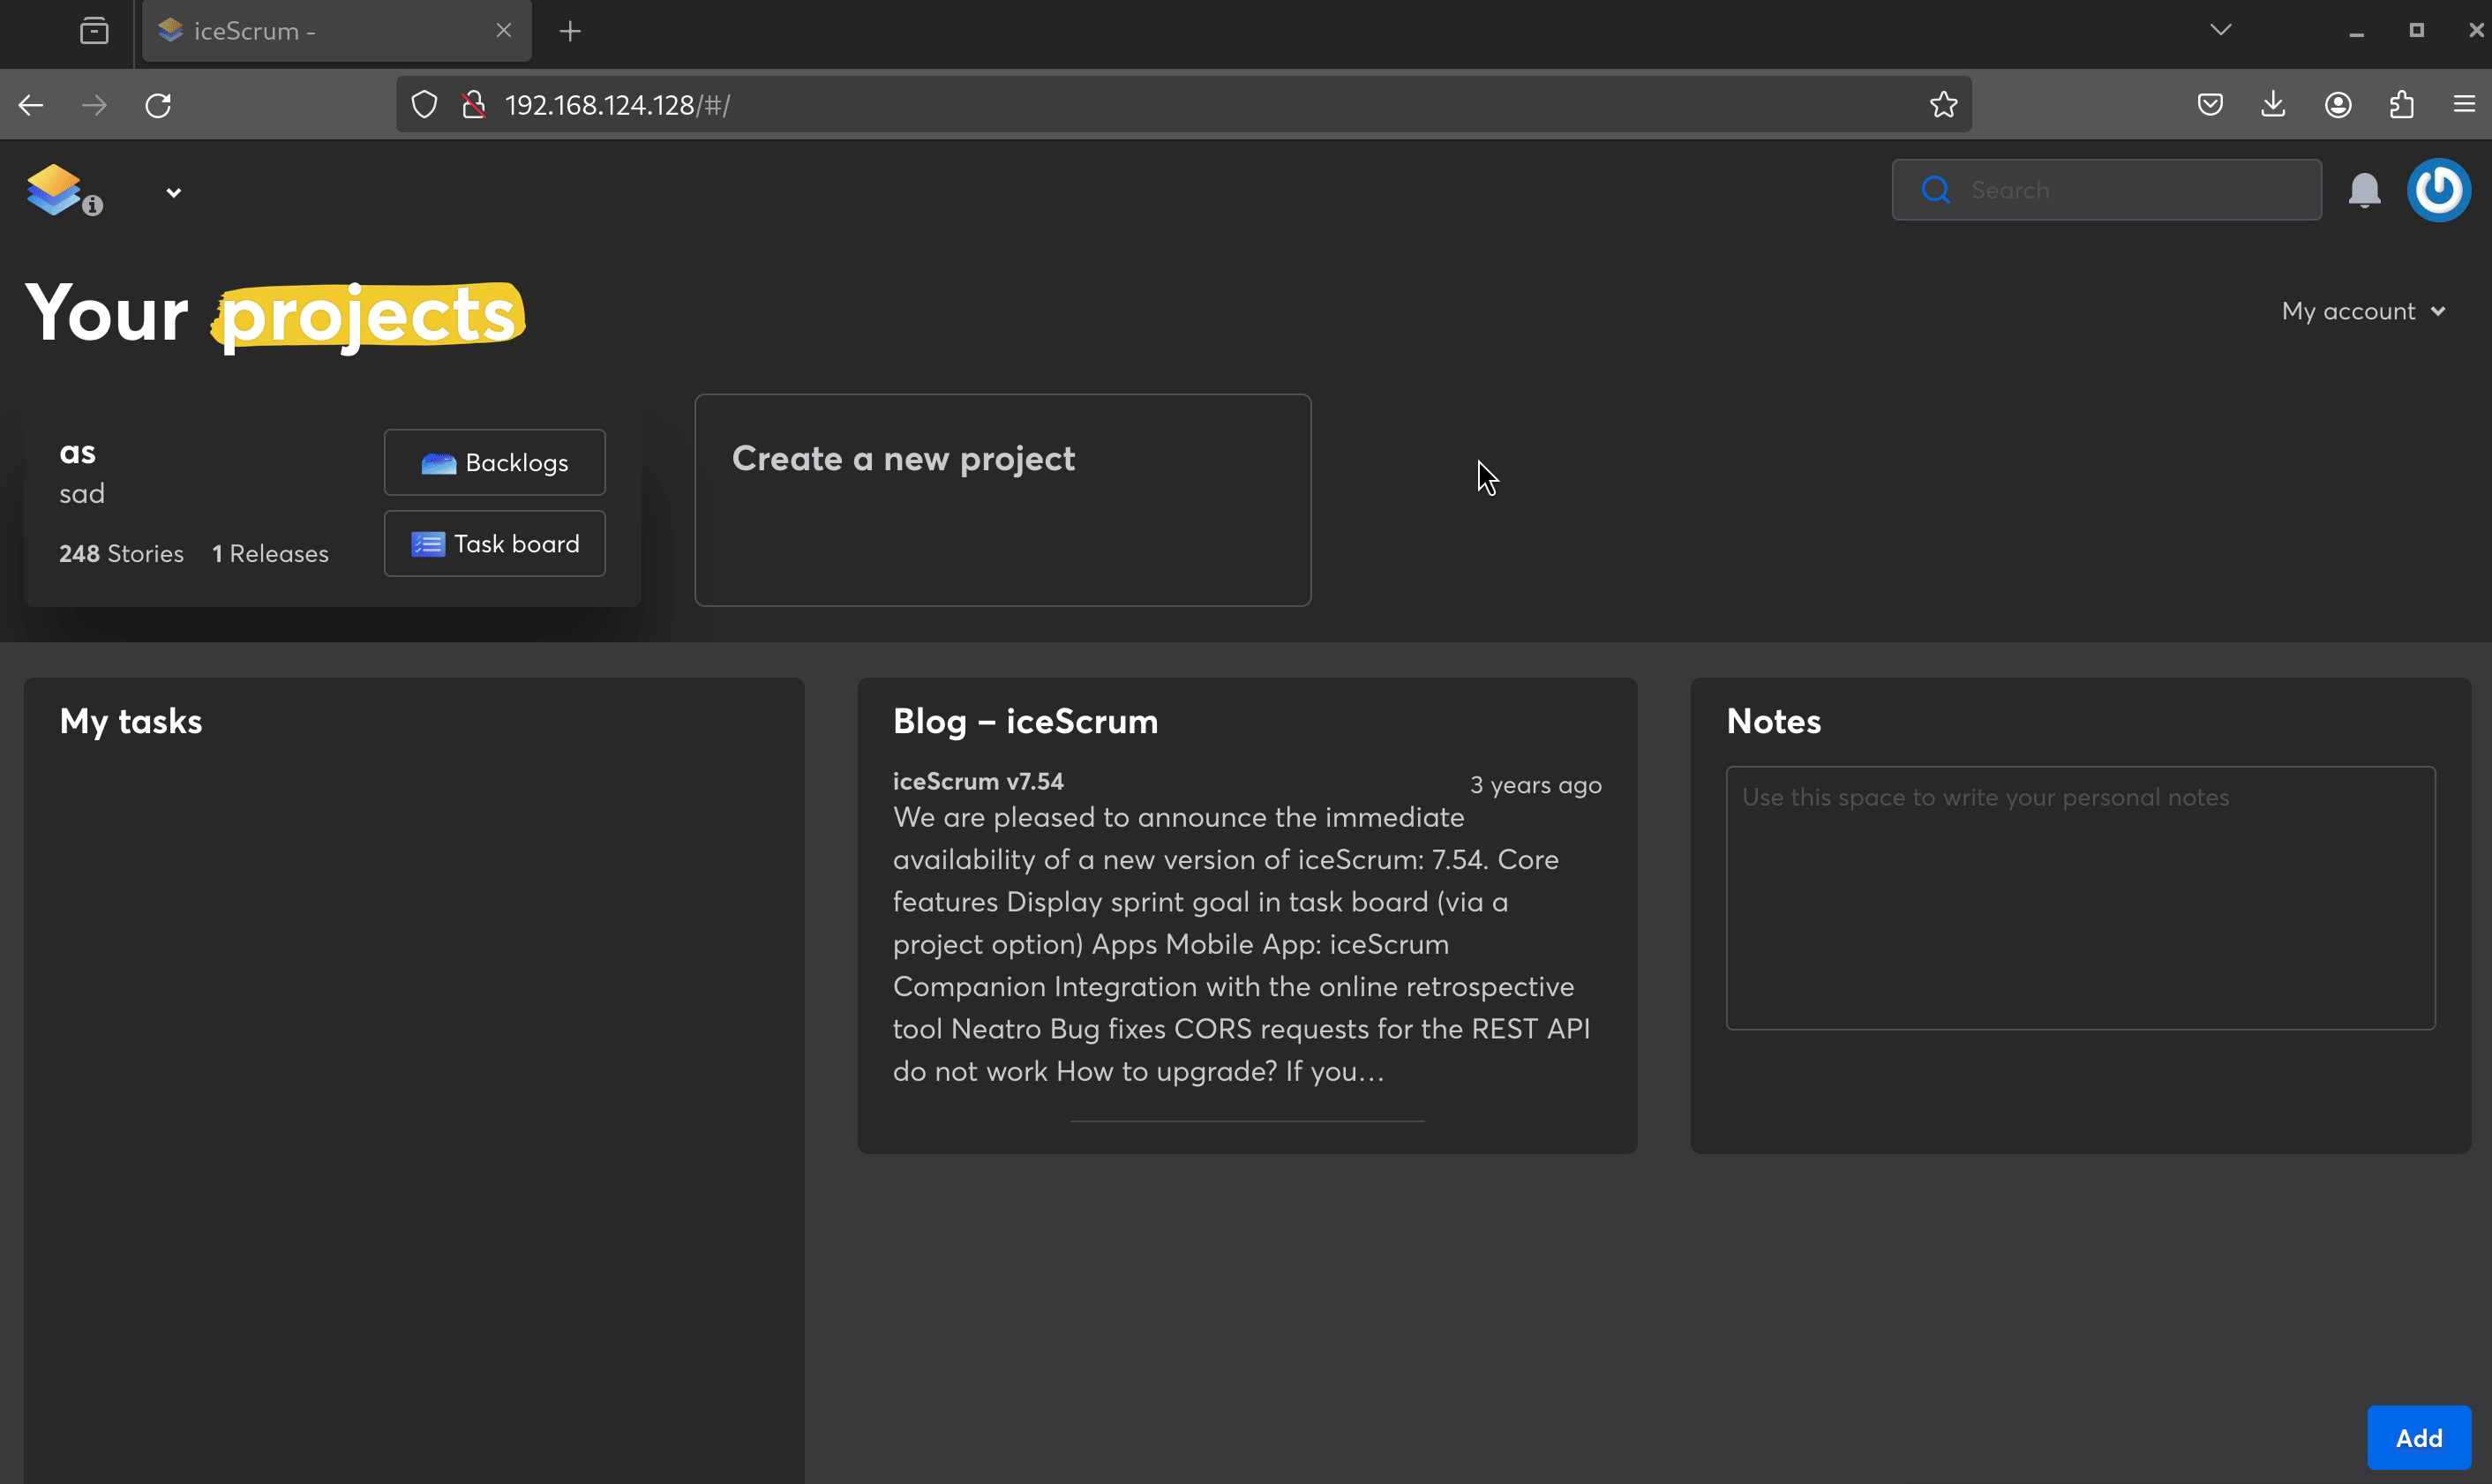 iceScrum -
192.168.124.128/#/
Search
Your projects
My account
as
sad
248 Stories 1 Releases
Backlogs
Task board
Create a new project
My tasks
Blog – iceScrum
iceScrum v7.54
3 years ago
We are pleased to announce the immediate
availability of a new version of iceScrum: 7.54. Core
features Display sprint goal in task board (via a
project option) Apps Mobile App: iceScrum
Companion Integration with the online retrospective
tool Neatro Bug fixes CORS requests for the REST API
do not work How to upgrade? If you...
Notes
Use this space to write your personal notes
Add